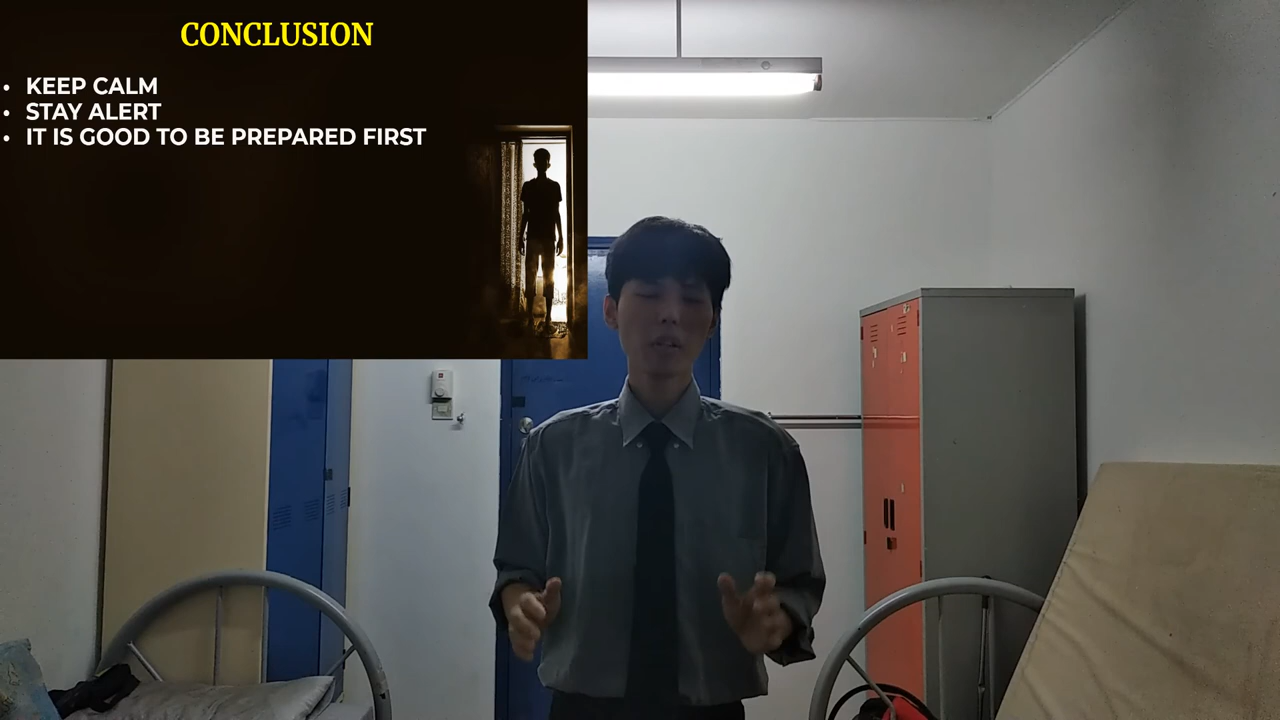 CONCLUSION
• KEEP CALM
• STAY ALERT
• IT IS GOOD TO BE PREPARED FIRST